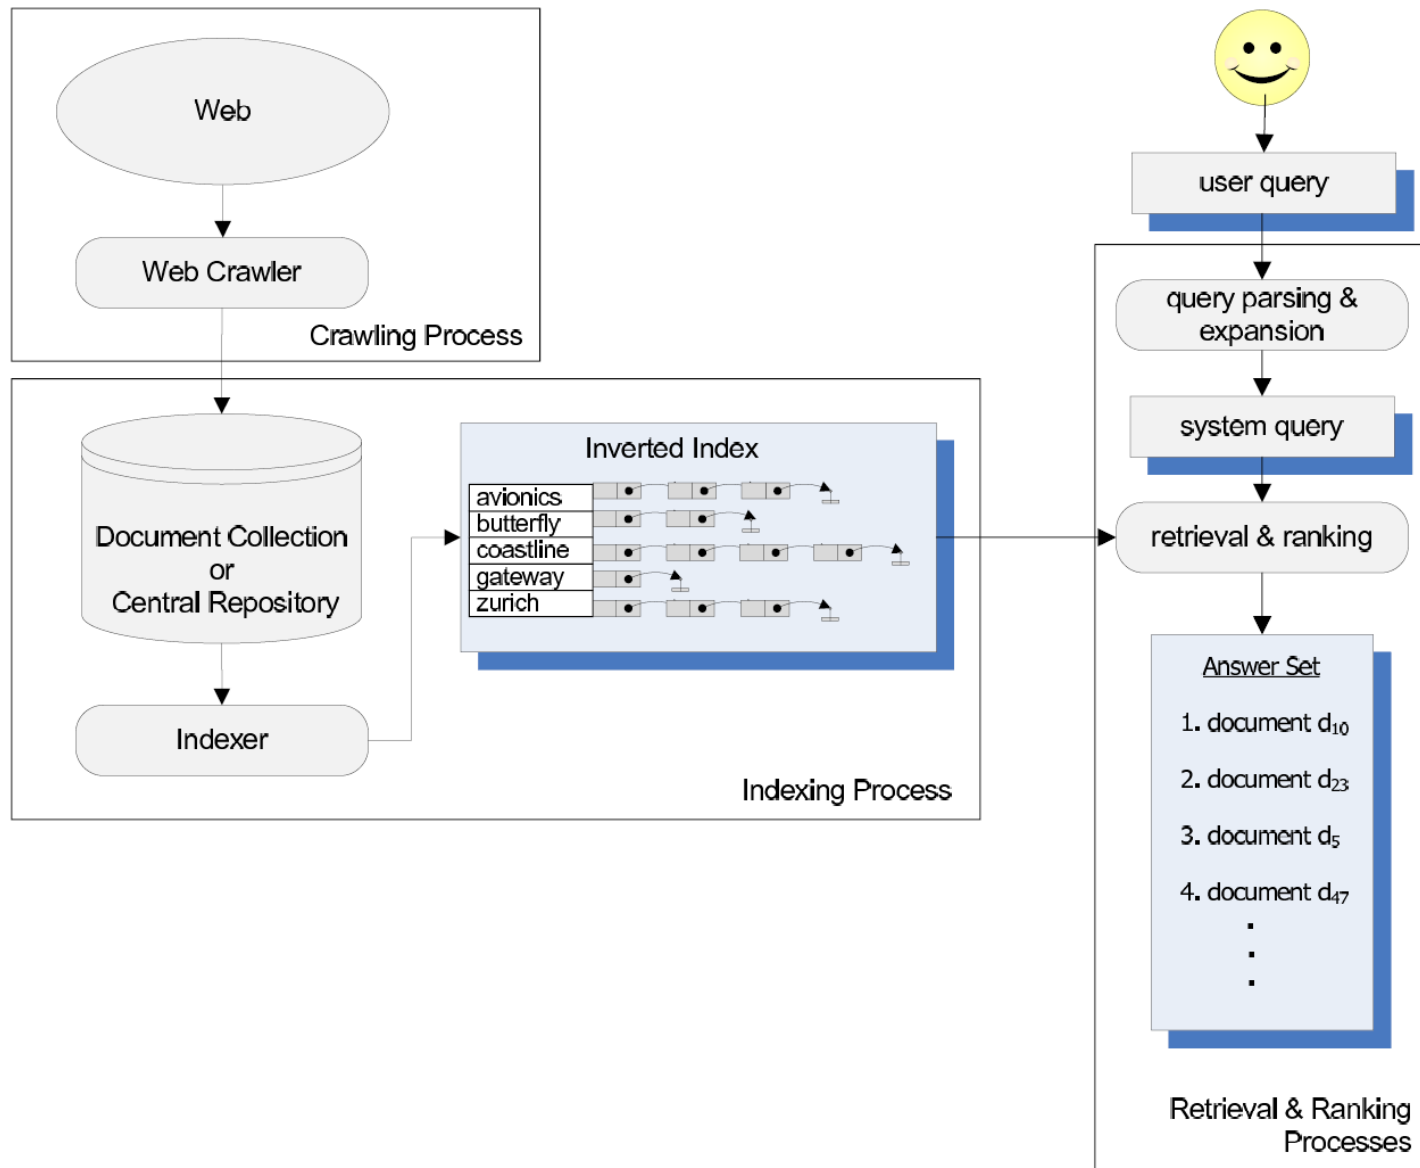 Web
Web Crawler
Crawling Process
Document Collection
or
Central Repository
Indexer
Inverted Index
avionics
butterfly
coastline
gateway
zurich
Indexing Process
user query
query parsing &
expansion
system query
retrieval & ranking
Answer Set
1. document d₁₀
2. document d₂₃
3. document d₅
4. document d₄₇
.
.
.
Retrieval & Ranking
Processes